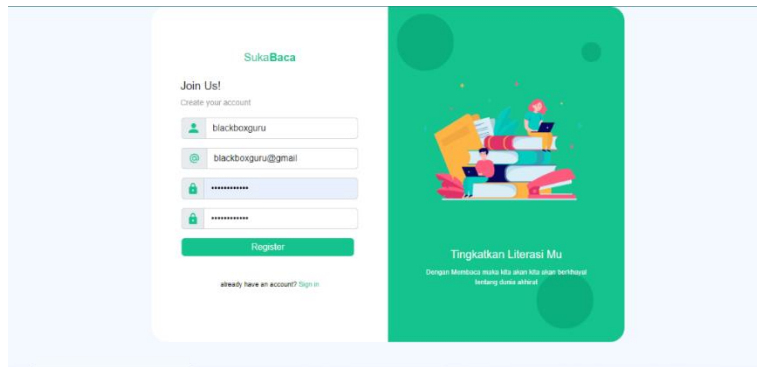 SukaBaca
Join Us!
Create your account
blackboxguru
blackboxguru@gmail
••••••••••••
••••••••••••
Register
already have an account? Sign in
Tingkatkan Literasi Mu
Dengan Membaca maka kita akan kita akan berkhayal
tentang dunia akhirat